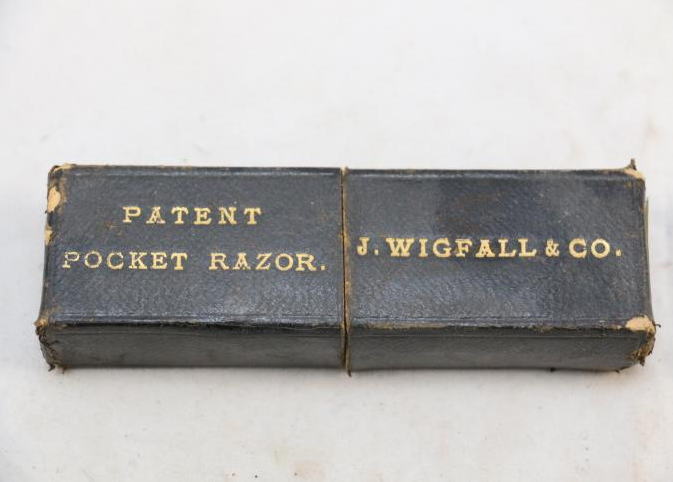 PATENT
POCKET RAZOR.
J. WIGFALL & CO.